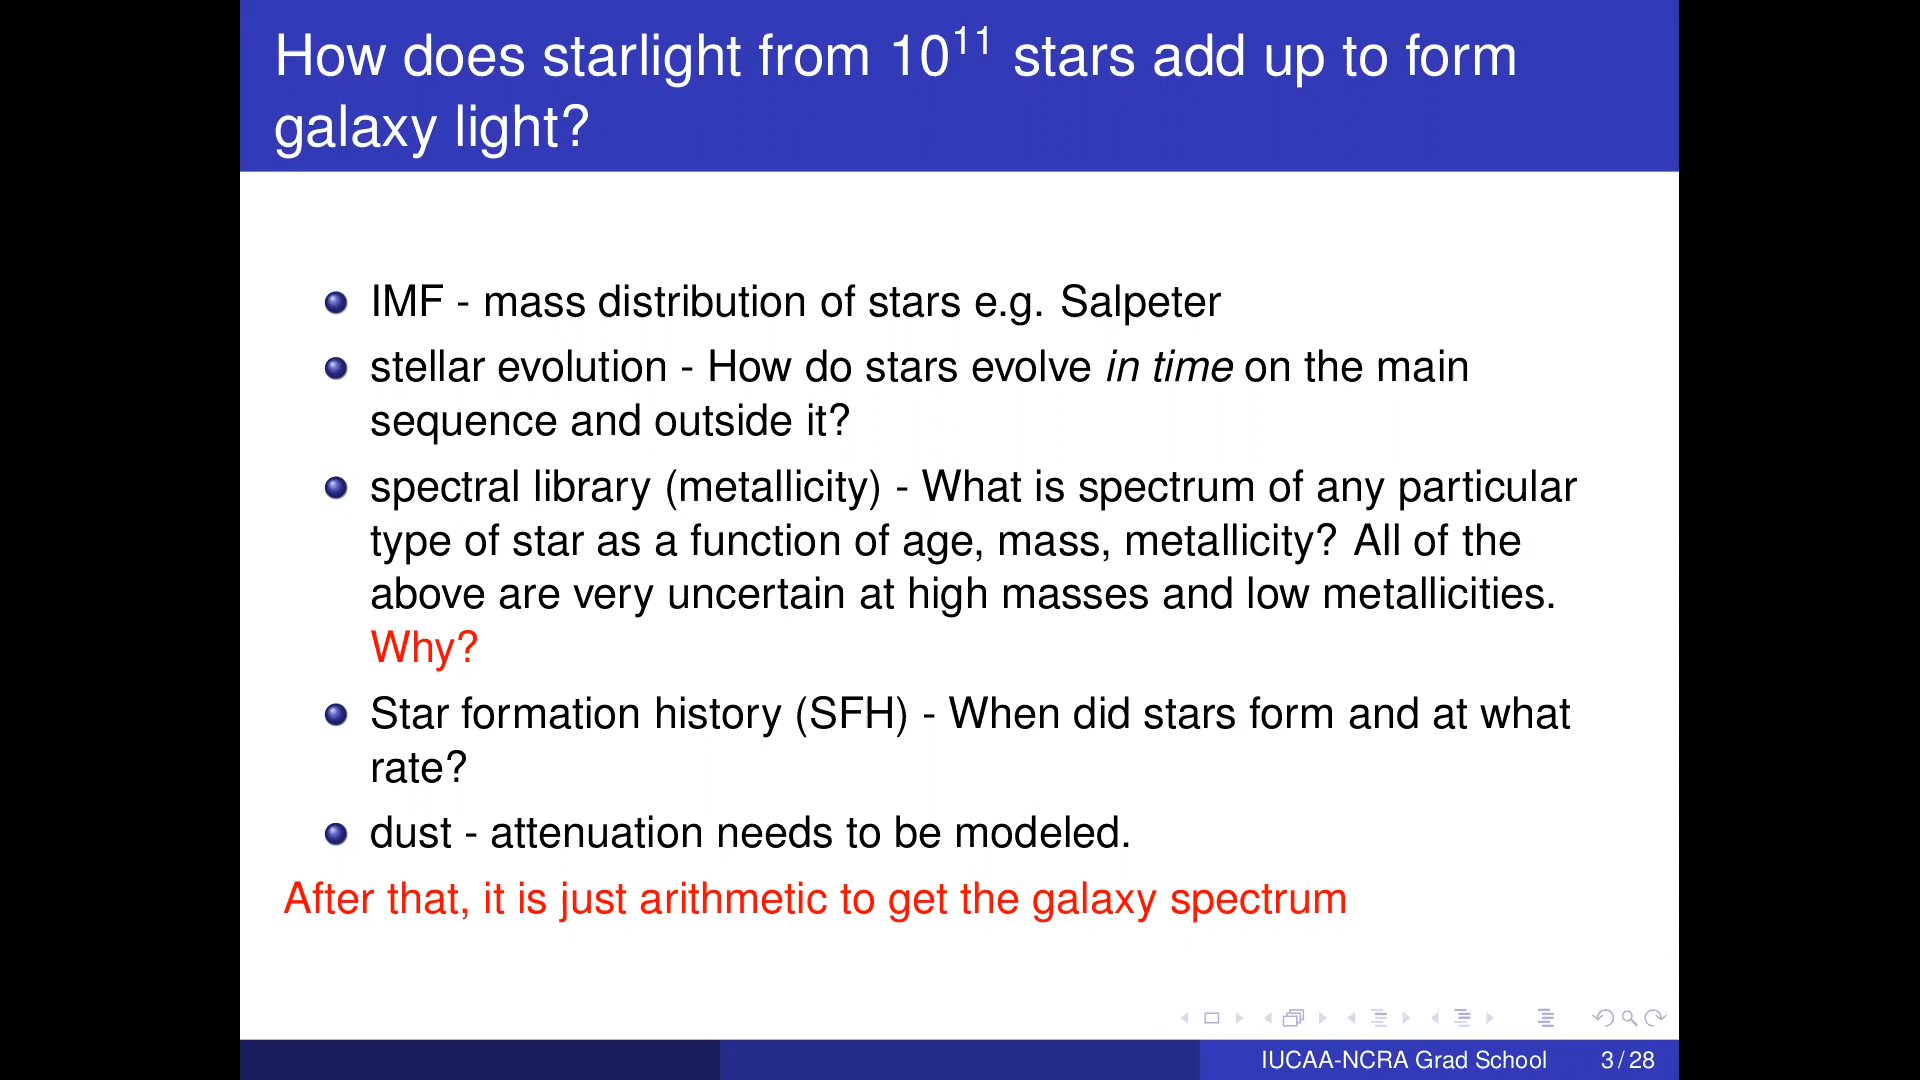 How does starlight from 10¹¹ stars add up to form
galaxy light?
IMF - mass distribution of stars e.g. Salpeter
stellar evolution - How do stars evolve in time on the main
sequence and outside it?
spectral library (metallicity) - What is spectrum of any particular
type of star as a function of age, mass, metallicity? All of the
above are very uncertain at high masses and low metallicities.
Why?
Star formation history (SFH) - When did stars form and at what
rate?
dust - attenuation needs to be modeled.
After that, it is just arithmetic to get the galaxy spectrum
IUCAA-NCRA Grad School 3 / 28